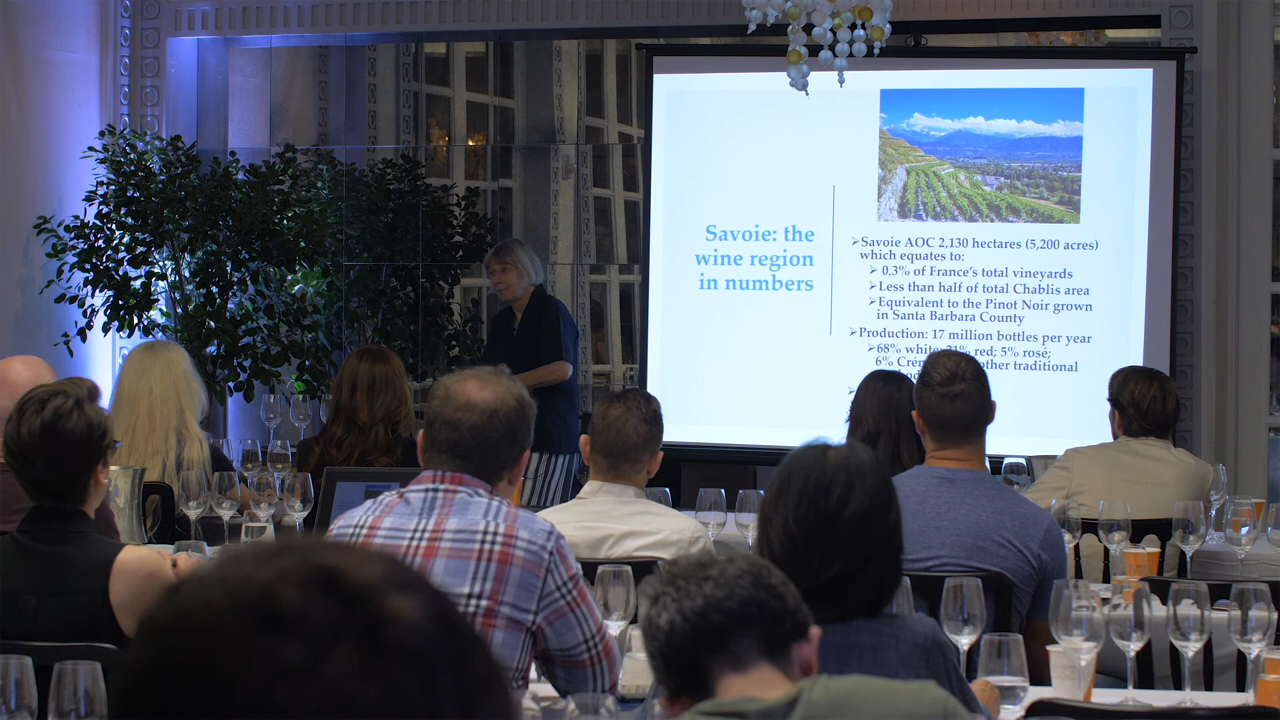 Savoie: the
wine region
in numbers
➢Savoie AOC 2,130 hectares (5,200 acres)
which equates to:
➢ 0.3% of France's total vineyards
➢Less than half of total Chablis area
➢Equivalent to the Pinot Noir grown
in Santa Barbara County
➢Production: 17 million bottles per year
➢68% white; 21% red; 5% rosé;
6% other traditional